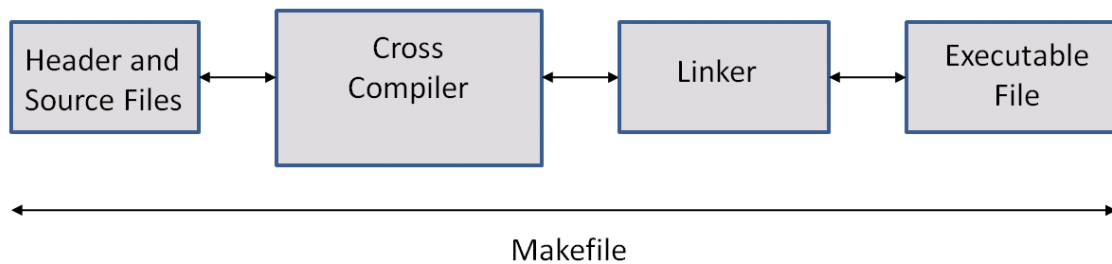 Header and
Source Files
Cross
Compiler
Linker
Executable
File
Makefile